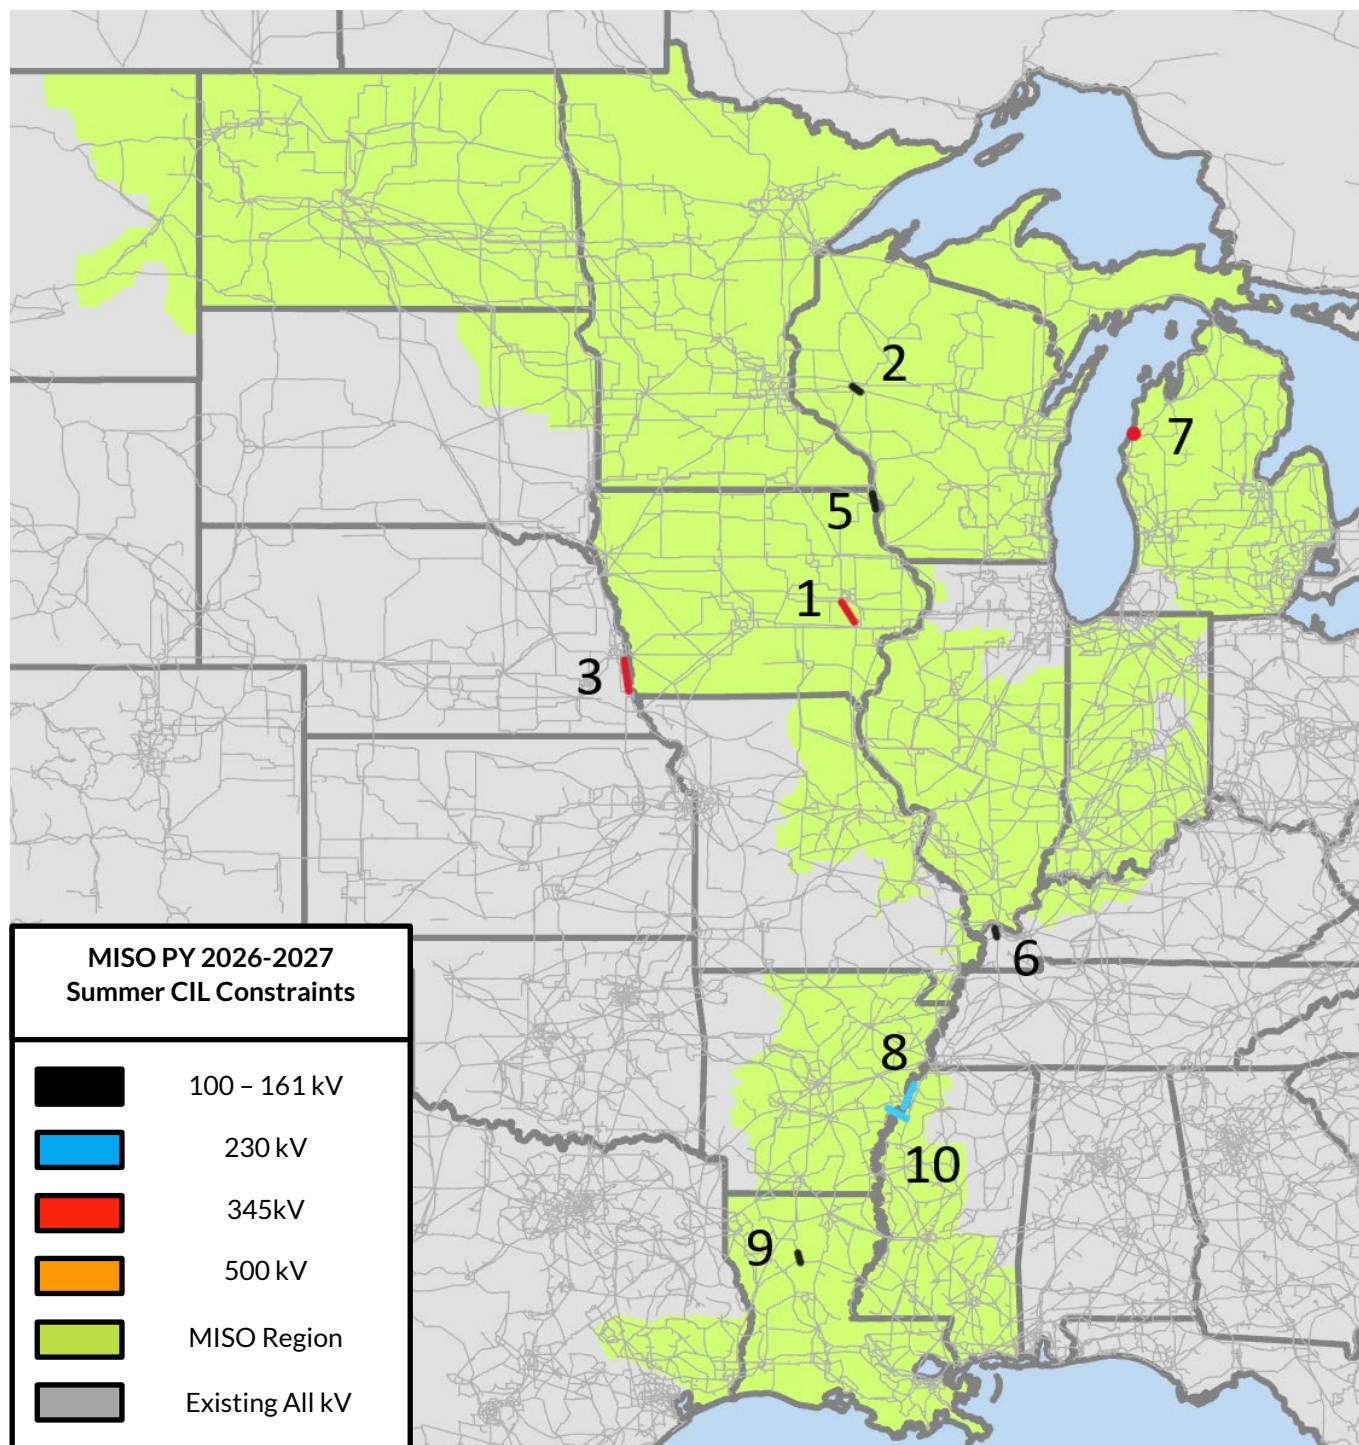 2
7
5
1
3
6
8
10
9
MISO PY 2026-2027
Summer CIL Constraints
100 – 161 kV
230 kV
345kV
500 kV
MISO Region
Existing All kV